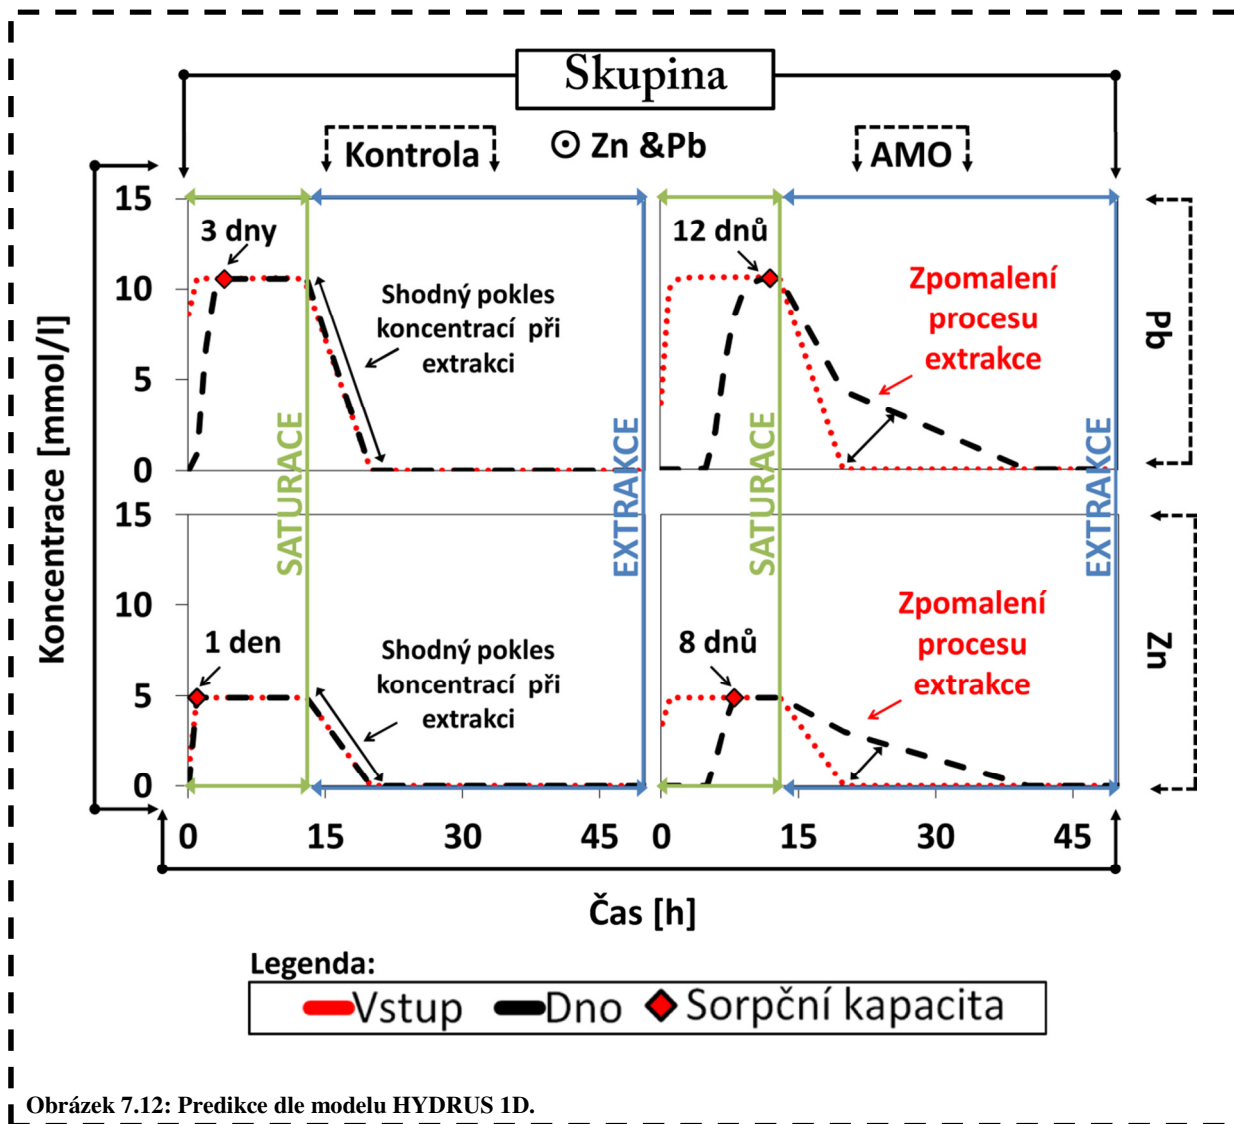 Skupina
Kontrola
Zn &Pb
AMO
Koncentrace [mmol/l]
15
10
5
0
3 dny
Shodný pokles
koncentrací při
extrakci
SATURACE
EXTRAKCE
12 dnů
Zpomalení
procesu
extrakce
SATURACE
EXTRAKCE
Pb
15
10
5
0
1 den
Shodný pokles
koncentrací při
extrakci
8 dnů
Zpomalení
procesu
extrakce
Zn
0 15 30 45 0 15 30 45
Čas [h]
Legenda:
Vstup Dno Sorpční kapacita
Obrázek 7.12: Predikce dle modelu HYDRUS 1D.